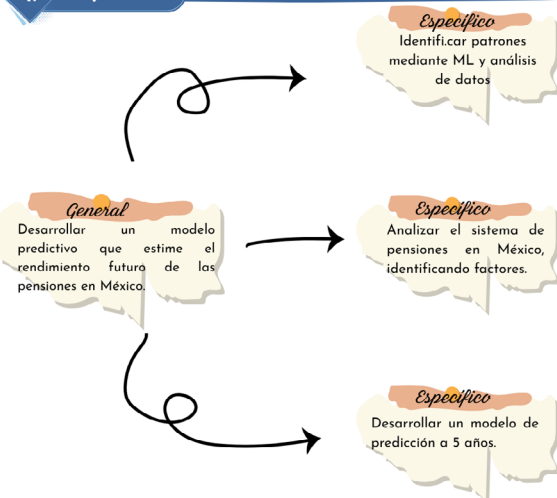 Específico
Identifi.car patrones
mediante ML y análisis
de datos
General
Desarrollar un modelo
predictivo que estime el
rendimiento futuro de las
pensiones en México.
Específico
Analizar el sistema de
pensiones en México,
identificando factores.
Específico
Desarrollar un modelo de
predicción a 5 años.